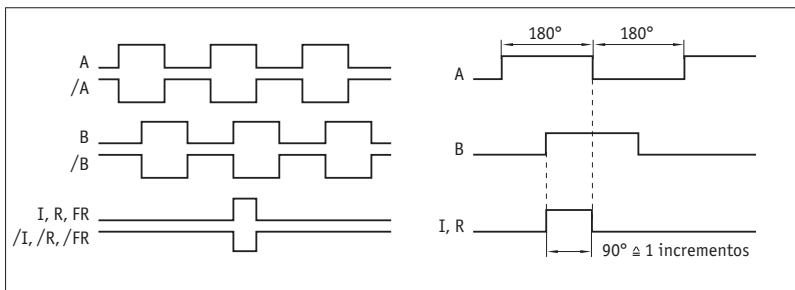 A
/A
B
/B
I, R, FR
/I, /R, /FR
180° 180°
A
B
I, R
90° ≙ 1 incrementos